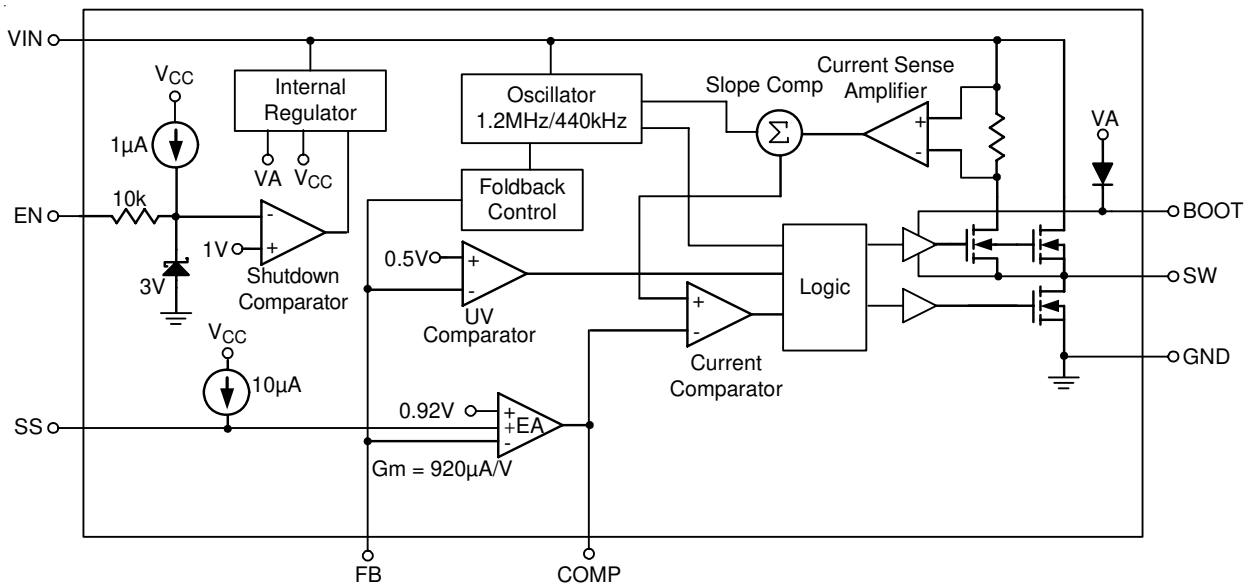 VIN
VCC
Internal
Regulator
Oscillator
1.2MHz/440kHz
Slope Comp
Current Sense
Amplifier
Σ
+
-
VA
1µA
VA
VCC
Foldback
Control
10k
EN
-
+
1V
Shutdown
Comparator
3V
BOOT
0.5V
+
-
UV
Comparator
Logic
SW
+
-
Current
Comparator
GND
VCC
10µA
0.92V
+
+EA
-
SS
Gm = 920µA/V
FB
COMP